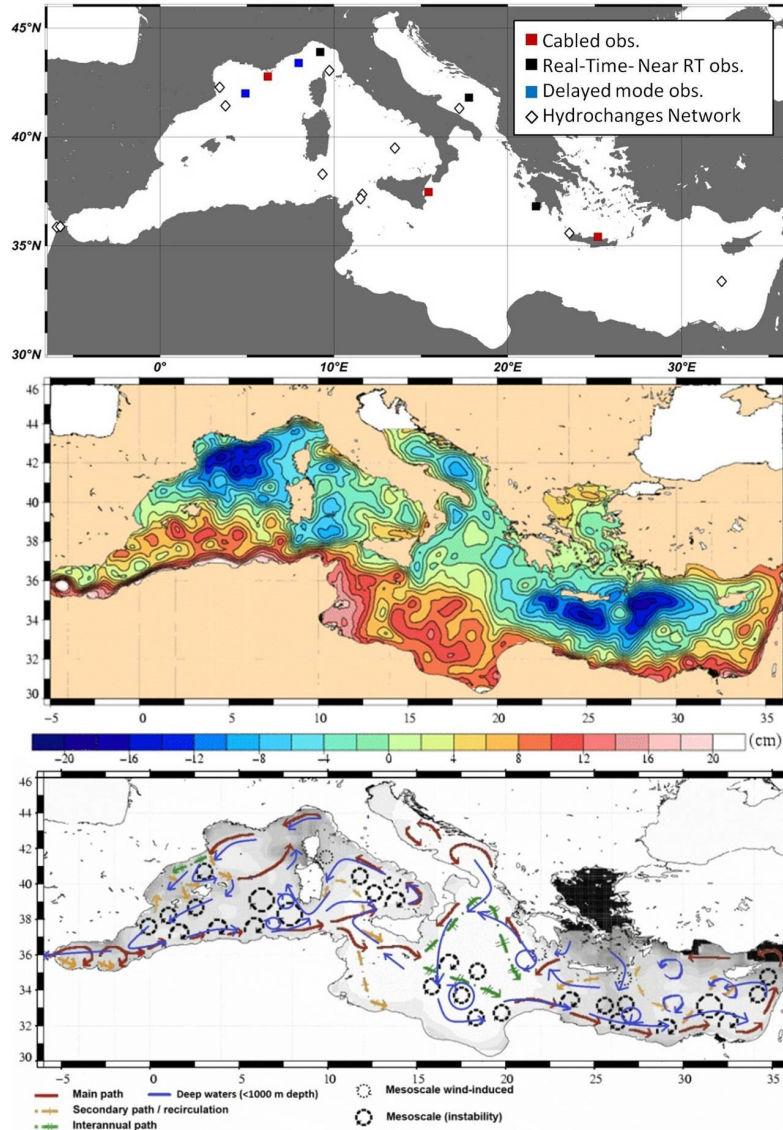 45°N
Cabled obs.
Real-Time- Near RT obs.
Delayed mode obs.
Hydrochanges Network
40°N
35°N
30°N
0° 10°E 20°E 30°E
46
44
42
40
38
36
34
32
30
-5 0 5 10 15 20 25 30 35
-20 -16 -12 -8 -4 0 4 8 12 16 20 (cm)
46
44
42
40
38
36
34
32
30
-5 0 5 10 15 20 25 30 35
Main path Deep waters (<1000 m depth) Mesoscale wind-induced
Secondary path / recirculation
Mesoscale (instability)
Interannual path